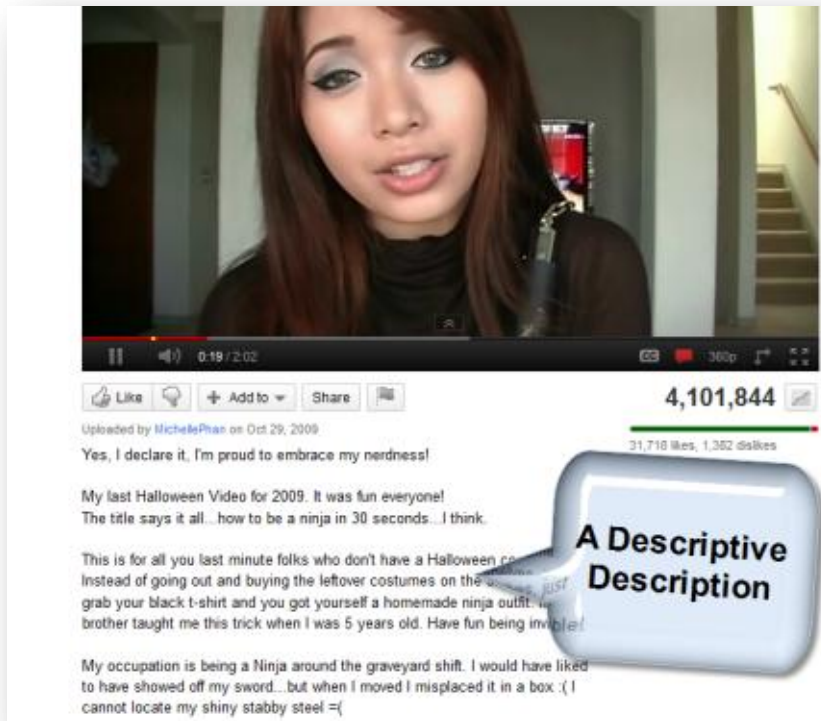 0:19 / 2:02
CC
360p
Like
Add to
Share
4,101,844
Uploaded by MichellePhan on Oct 29, 2009
31,718 likes, 1,382 dislikes
Yes, I declare it, I'm proud to embrace my nerdness!
My last Halloween Video for 2009. It was fun everyone!
The title says it all...how to be a ninja in 30 seconds...I think.
A Descriptive
Description
This is for all you last minute folks who don't have a Halloween
Instead of going out and buying the leftover costumes on the just
grab your black t-shirt and you got yourself a homemade ninja outfit.
brother taught me this trick when I was 5 years old. Have fun being
My occupation is being a Ninja around the graveyard shift. I would have liked
to have showed off my sword...but when I moved I misplaced it in a box :( I
cannot locate my shiny stabby steel =(